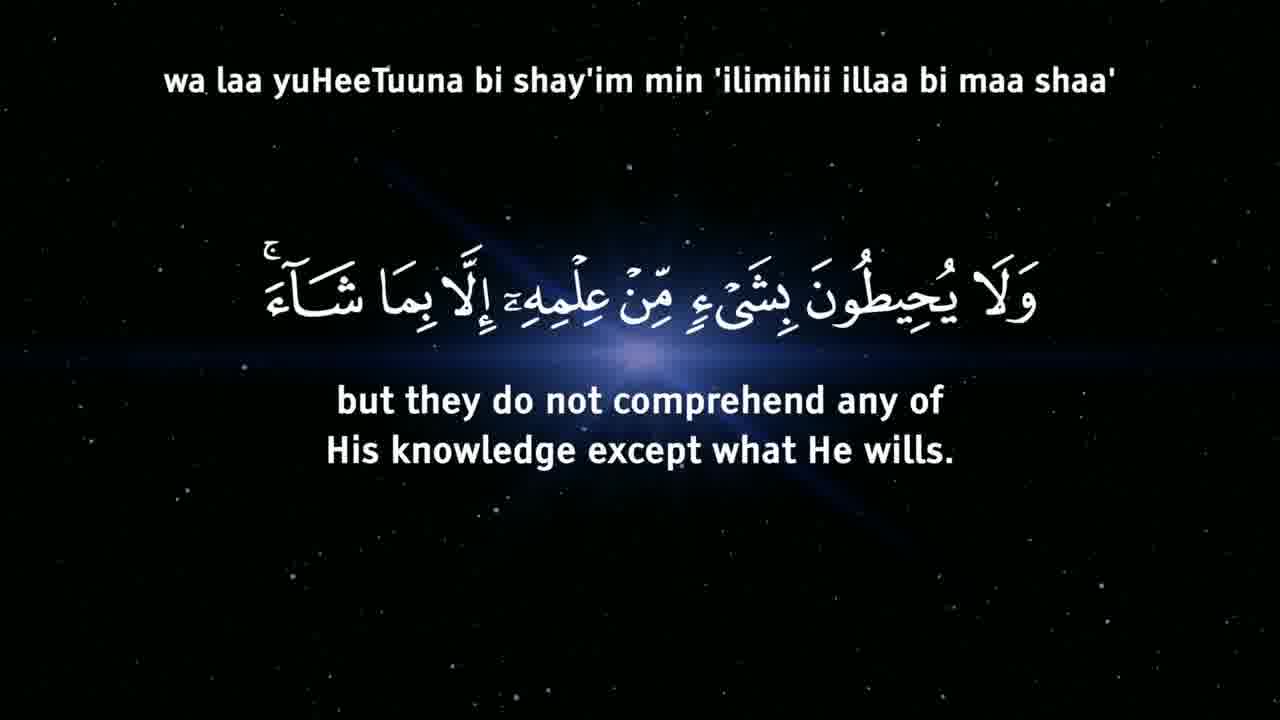 wa laa yuHeeTuuna bi shay'im min 'ilimihii illaa bi maa shaa'
وَلَا يُحِيطُونَ بِشَىْءٍ مِّنْ عِلْمِهِۦٓ إِلَّا بِمَا شَآءَ ۚ
but they do not comprehend any of
His knowledge except what He wills.